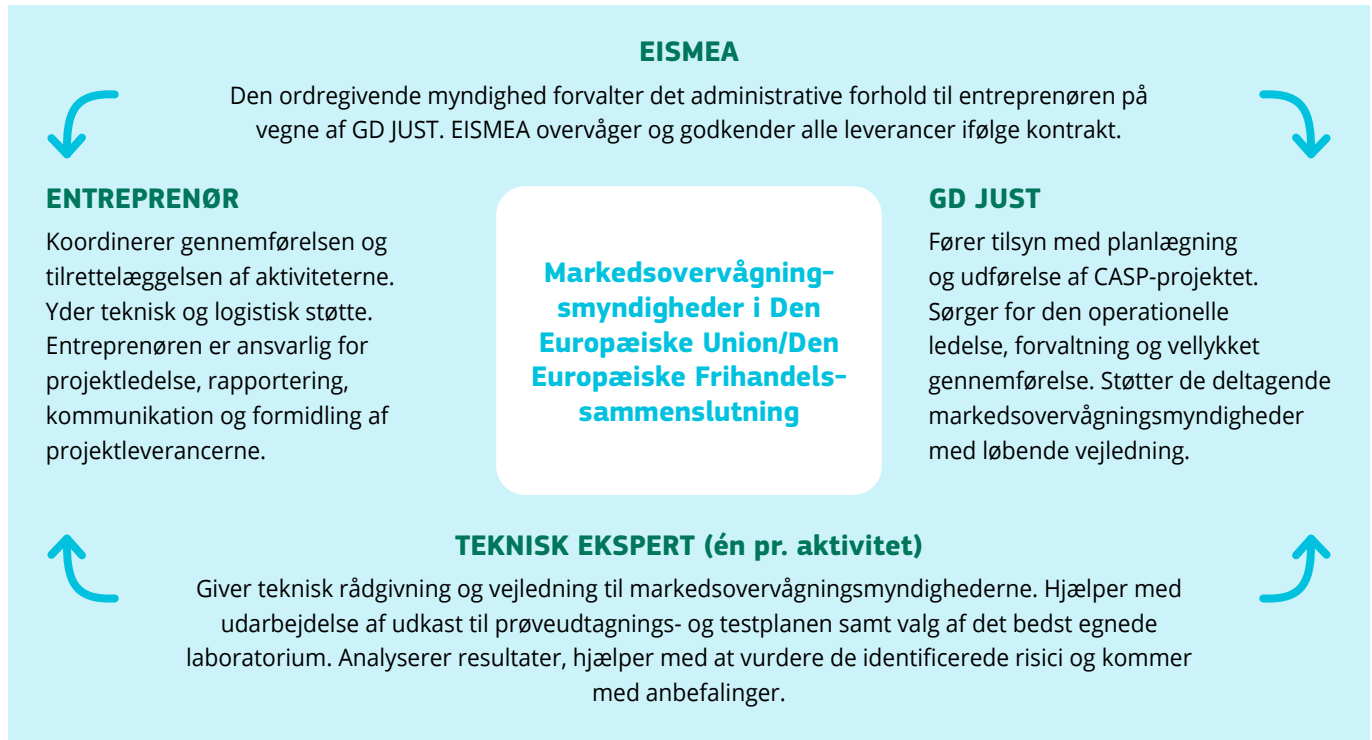 EISMEA
Den ordregivende myndighed forvalter det administrative forhold til entreprenøren på
vegne af GD JUST. EISMEA overvåger og godkender alle leverancer ifølge kontrakt.
ENTREPRENØR
Koordinerer gennemførelsen og
tilrettelæggelsen af aktiviteterne.
Yder teknisk og logistisk støtte.
Entreprenøren er ansvarlig for
projektledelse, rapportering,
kommunikation og formidling af
projektleverancerne.
Markedsovervågning-
smyndigheder i Den
Europæiske Union/Den
Europæiske Frihandels-
sammenslutning
GD JUST
Fører tilsyn med planlægning
og udførelse af CASP-projektet.
Sørger for den operationelle
ledelse, forvaltning og vellykket
gennemførelse. Støtter de deltagende
markedsovervågningsmyndigheder
med løbende vejledning.
TEKNISK EKSPERT (én pr. aktivitet)
Giver teknisk rådgivning og vejledning til markedsovervågningsmyndighederne. Hjælper med
udarbejdelse af udkast til prøveudtagnings- og testplanen samt valg af det bedst egnede
laboratorium. Analyserer resultater, hjælper med at vurdere de identificerede risici og kommer
med anbefalinger.